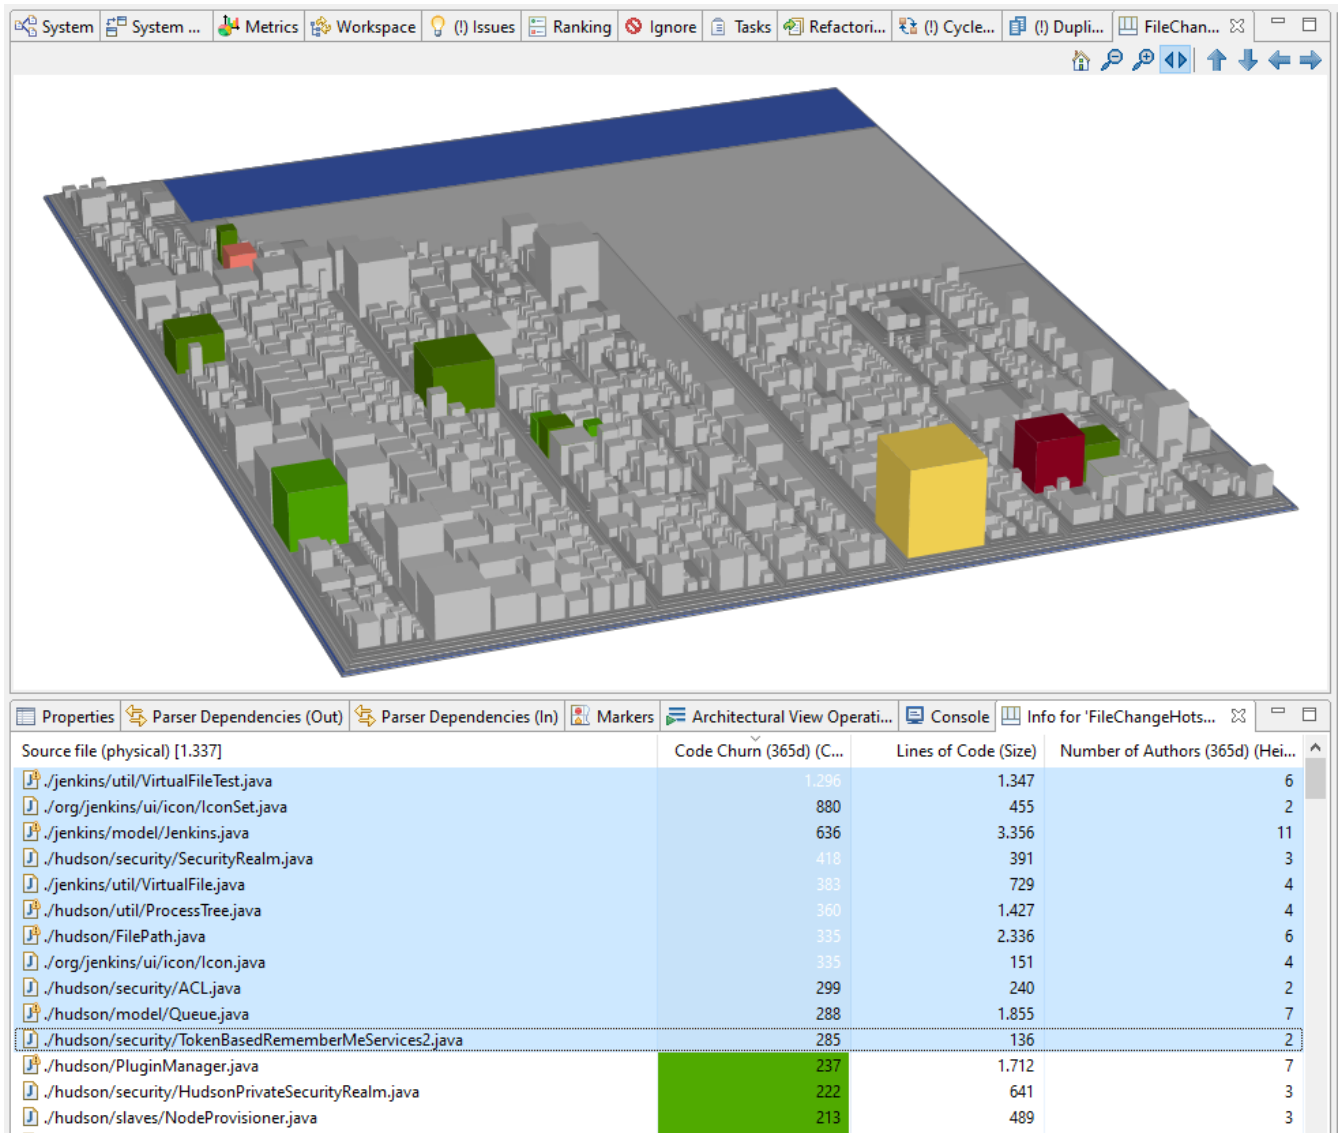 System System ... Metrics Workspace (!) Issues Ranking Ignore Tasks Refactori... (!) Cycle... (!) Dupli... FileChan...
Properties Parser Dependencies (Out) Parser Dependencies (In) Markers Architectural View Operati... Console Info for 'FileChangeHots...
Source file (physical) [1.337] Code Churn (365d) (C... Lines of Code (Size) Number of Authors (365d) (Hei...
./jenkins/util/VirtualFileTest.java 1.296 1.347 6
./org/jenkins/ui/icon/IconSet.java 880 455 2
./jenkins/model/Jenkins.java 636 3.356 11
./hudson/security/SecurityRealm.java 418 391 3
./jenkins/util/VirtualFile.java 383 729 4
./hudson/util/ProcessTree.java 360 1.427 4
./hudson/FilePath.java 335 2.336 6
./org/jenkins/ui/icon/Icon.java 335 151 4
./hudson/security/ACL.java 299 240 2
./hudson/model/Queue.java 288 1.855 7
./hudson/security/TokenBasedRememberMeServices2.java 285 136 2
./hudson/PluginManager.java 237 1.712 7
./hudson/security/HudsonPrivateSecurityRealm.java 222 641 3
./hudson/slaves/NodeProvisioner.java 213 489 3